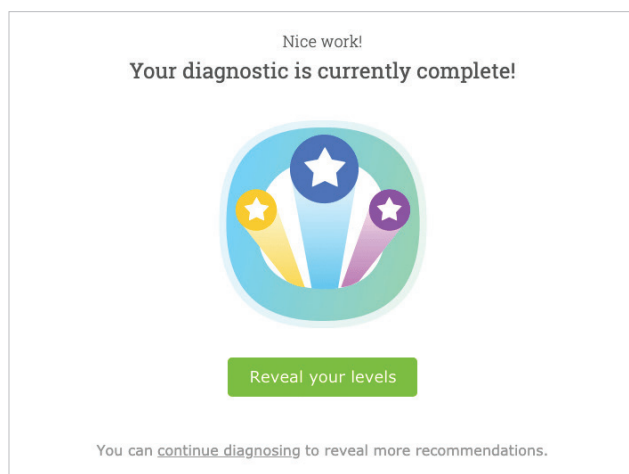 Nice work!
Your diagnostic is currently complete!
Reveal your levels
You can continue diagnosing to reveal more recommendations.